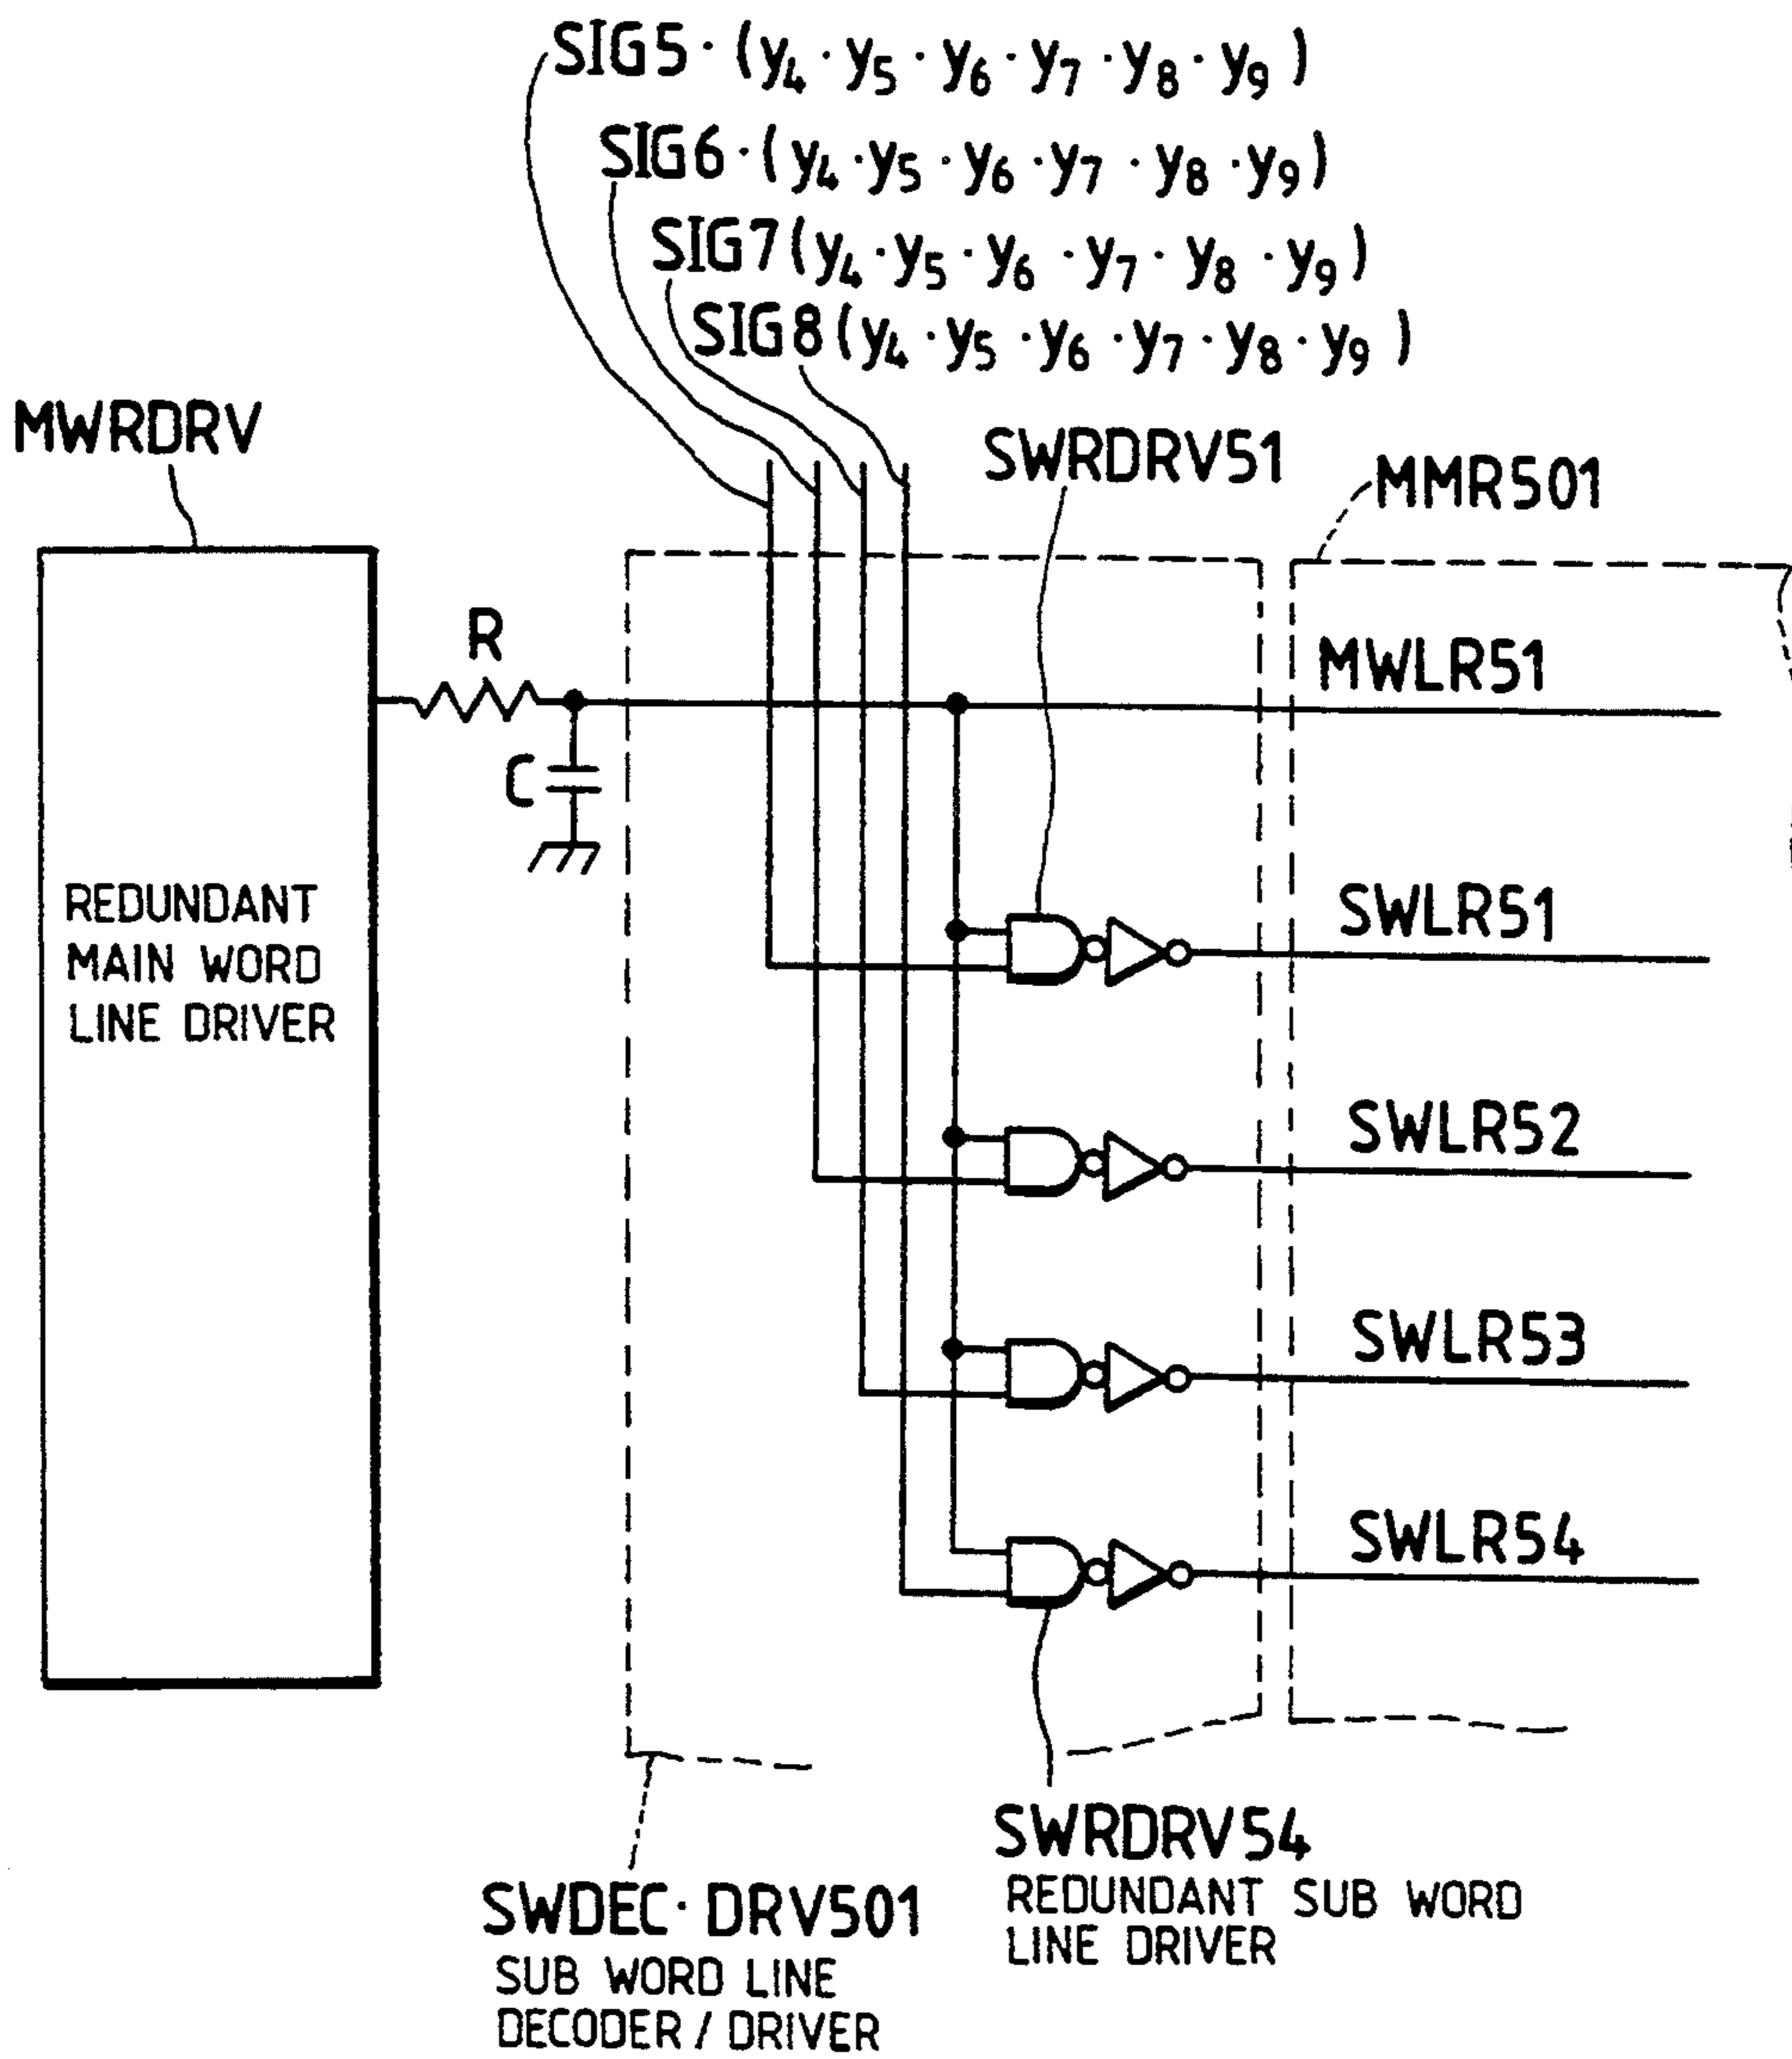 SIG5·(y₄·y₅·y₆·y₇·y₈·y₉)
SIG6·(y₄·y₅·y₆·y₇·y₈·y₉)
SIG7(y₄·y₅·y₆·y₇·y₈·y₉)
SIG8(y₄·y₅·y₆·y₇·y₈·y₉)
MWRDRV
SWRDRV51
MMR501
R
MWLR51
C
REDUNDANT
MAIN WORD
LINE DRIVER
SWLR51
SWLR52
SWLR53
SWLR54
SWRDRV54
REDUNDANT SUB WORD
LINE DRIVER
SWDEC·DRV501
SUB WORD LINE
DECODER / DRIVER